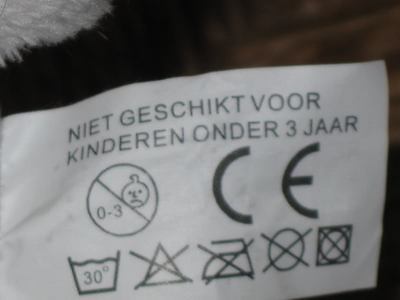 NIET GESCHIKT VOOR
KINDEREN ONDER 3 JAAR
0-3 CE
30°